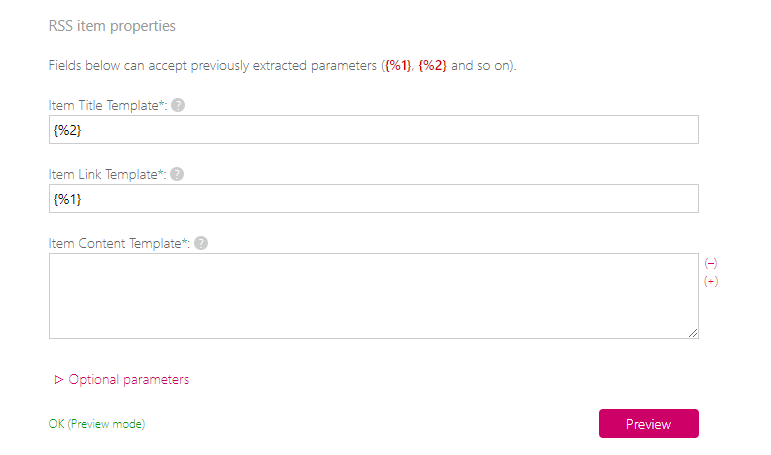 RSS item properties
Fields below can accept previously extracted parameters ({%1}, {%2} and so on).
Item Title Template*: ?
{%2}
Item Link Template*: ?
{%1}
Item Content Template*: ?
(−)
(+)
▷ Optional parameters
OK (Preview mode)
Preview